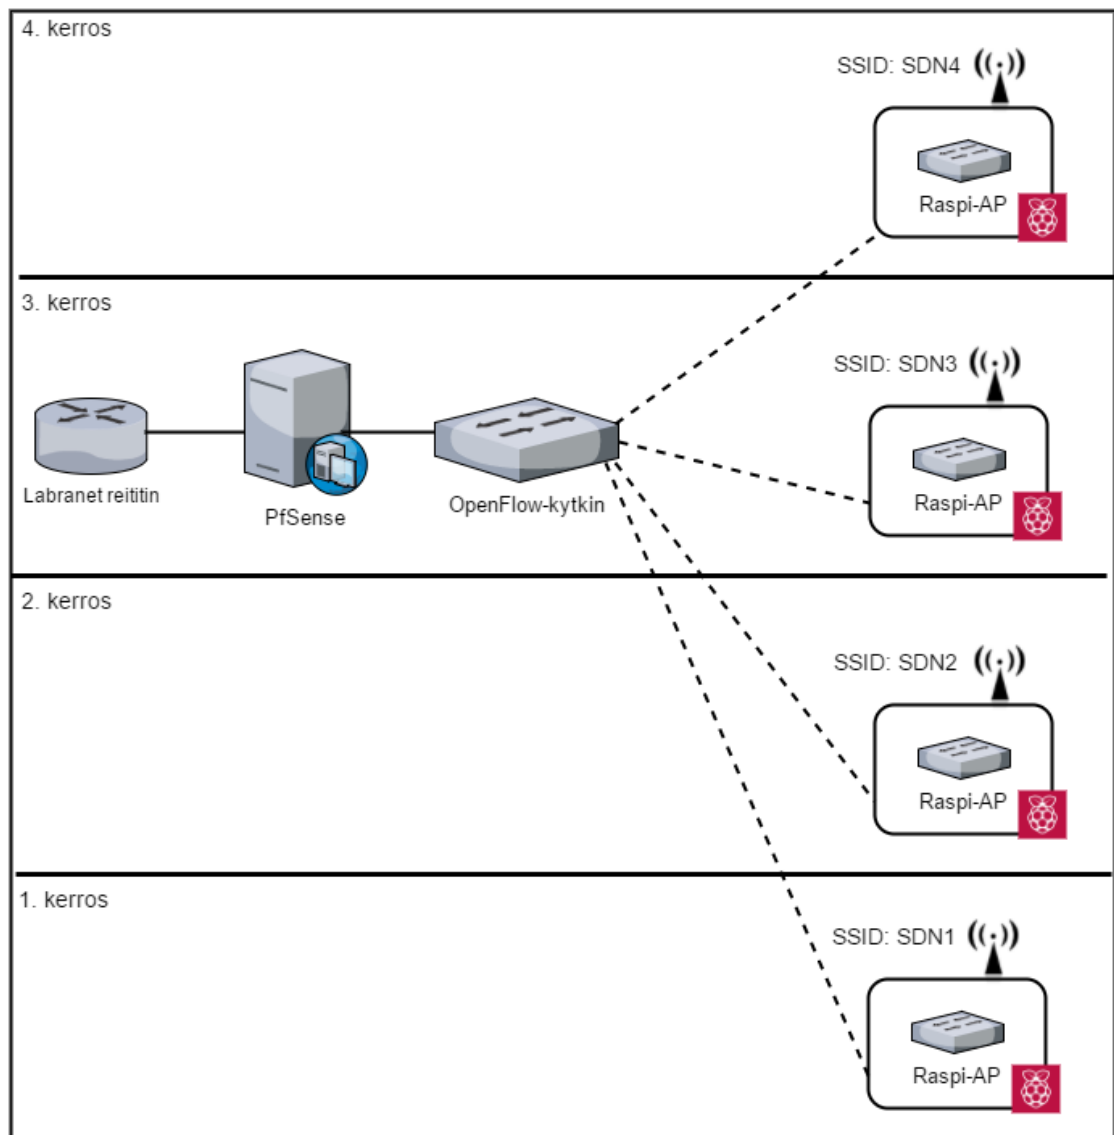 4. kerros
SSID: SDN4
Raspi-AP
3. kerros
SSID: SDN3
Labranet reititin
PfSense
OpenFlow-kytkin
Raspi-AP
2. kerros
SSID: SDN2
Raspi-AP
1. kerros
SSID: SDN1
Raspi-AP